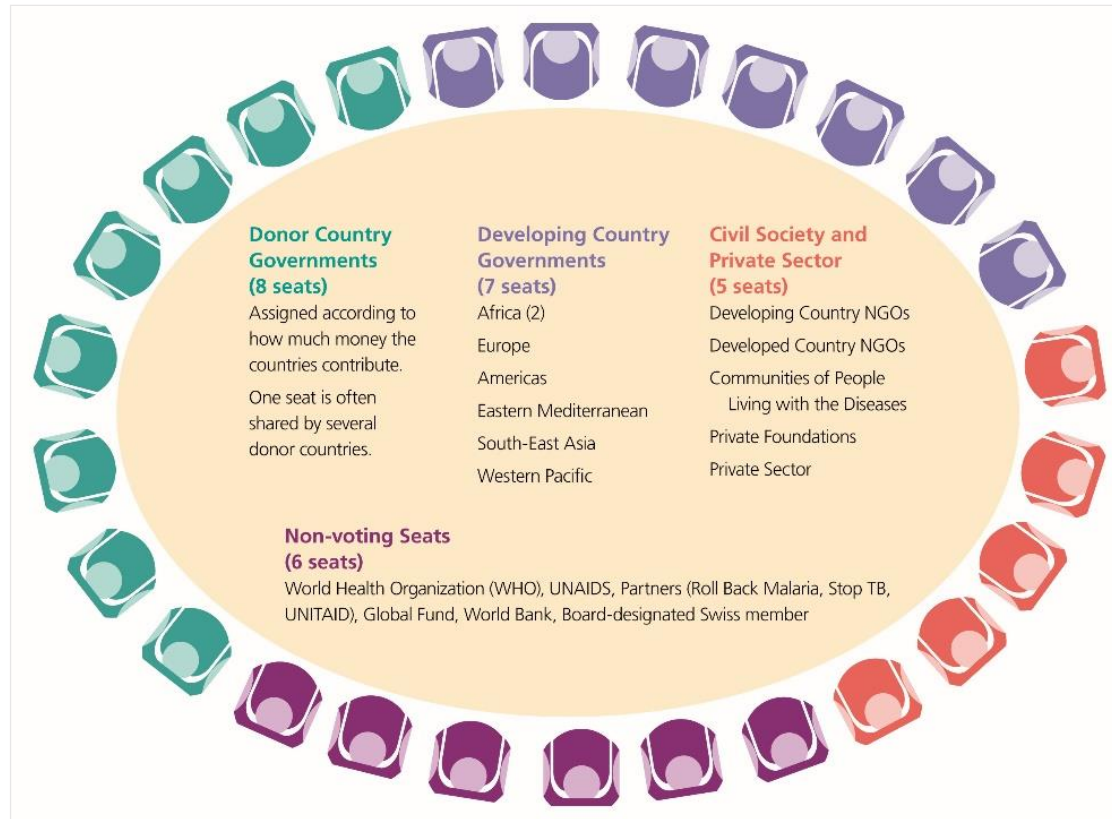 Donor Country
Governments
(8 seats)
Assigned according to
how much money the
countries contribute.
One seat is often
shared by several
donor countries.
Developing Country
Governments
(7 seats)
Africa (2)
Europe
Americas
Eastern Mediterranean
South-East Asia
Western Pacific
Civil Society and
Private Sector
(5 seats)
Developing Country NGOs
Developed Country NGOs
Communities of People
Living with the Diseases
Private Foundations
Private Sector
Non-voting Seats
(6 seats)
World Health Organization (WHO), UNAIDS, Partners (Roll Back Malaria, Stop TB,
UNITAID), Global Fund, World Bank, Board-designated Swiss member